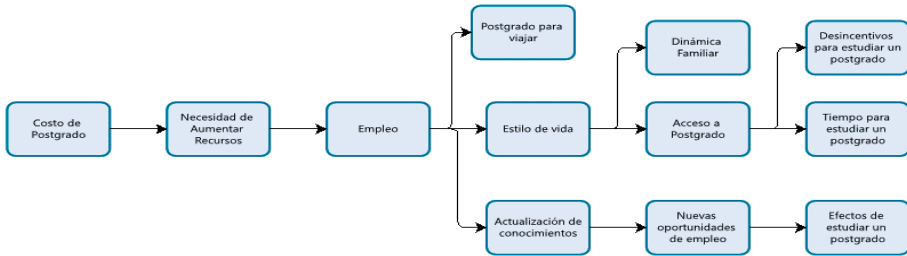 Postgrado para
viajar
Dinámica
Familiar
Desincentivos
para estudiar un
postgrado
Costo de
Postgrado
Necesidad de
Aumentar
Recursos
Empleo
Estilo de vida
Acceso a
Postgrado
Tiempo para
estudiar un
postgrado
Actualización de
conocimientos
Nuevas
oportunidades
de empleo
Efectos de
estudiar un
postgrado